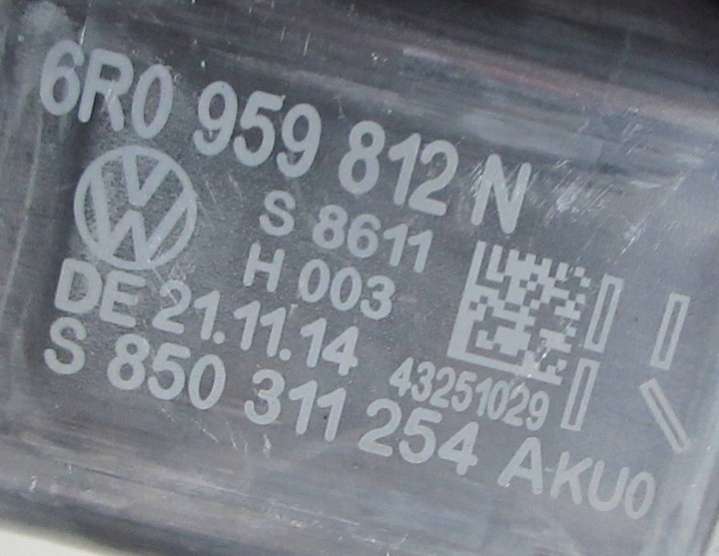 6R0 959 812 N
S 8611
H 003
DE 21.11.14
43251029
S 850 311 254 AKU0